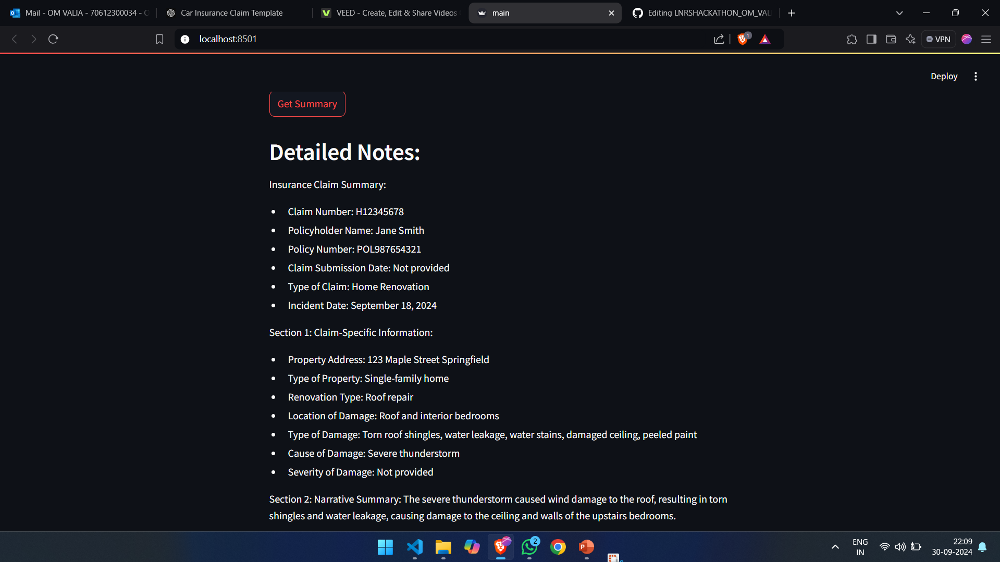 Mail - OM VALIA - 70612300034 - O
Car Insurance Claim Template
VEED - Create, Edit & Share Videos
main
Editing LNRSHACKATHON_OM_VAL
localhost:8501
1
VPN
Deploy
Get Summary
Detailed Notes:
Insurance Claim Summary:
• Claim Number: H12345678
• Policyholder Name: Jane Smith
• Policy Number: POL987654321
• Claim Submission Date: Not provided
• Type of Claim: Home Renovation
• Incident Date: September 18, 2024
Section 1: Claim-Specific Information:
• Property Address: 123 Maple Street Springfield
• Type of Property: Single-family home
• Renovation Type: Roof repair
• Location of Damage: Roof and interior bedrooms
• Type of Damage: Torn roof shingles, water leakage, water stains, damaged ceiling, peeled paint
• Cause of Damage: Severe thunderstorm
• Severity of Damage: Not provided
Section 2: Narrative Summary: The severe thunderstorm caused wind damage to the roof, resulting in torn
shingles and water leakage, causing damage to the ceiling and walls of the upstairs bedrooms.
2
ENG
IN
22:09
30-09-2024